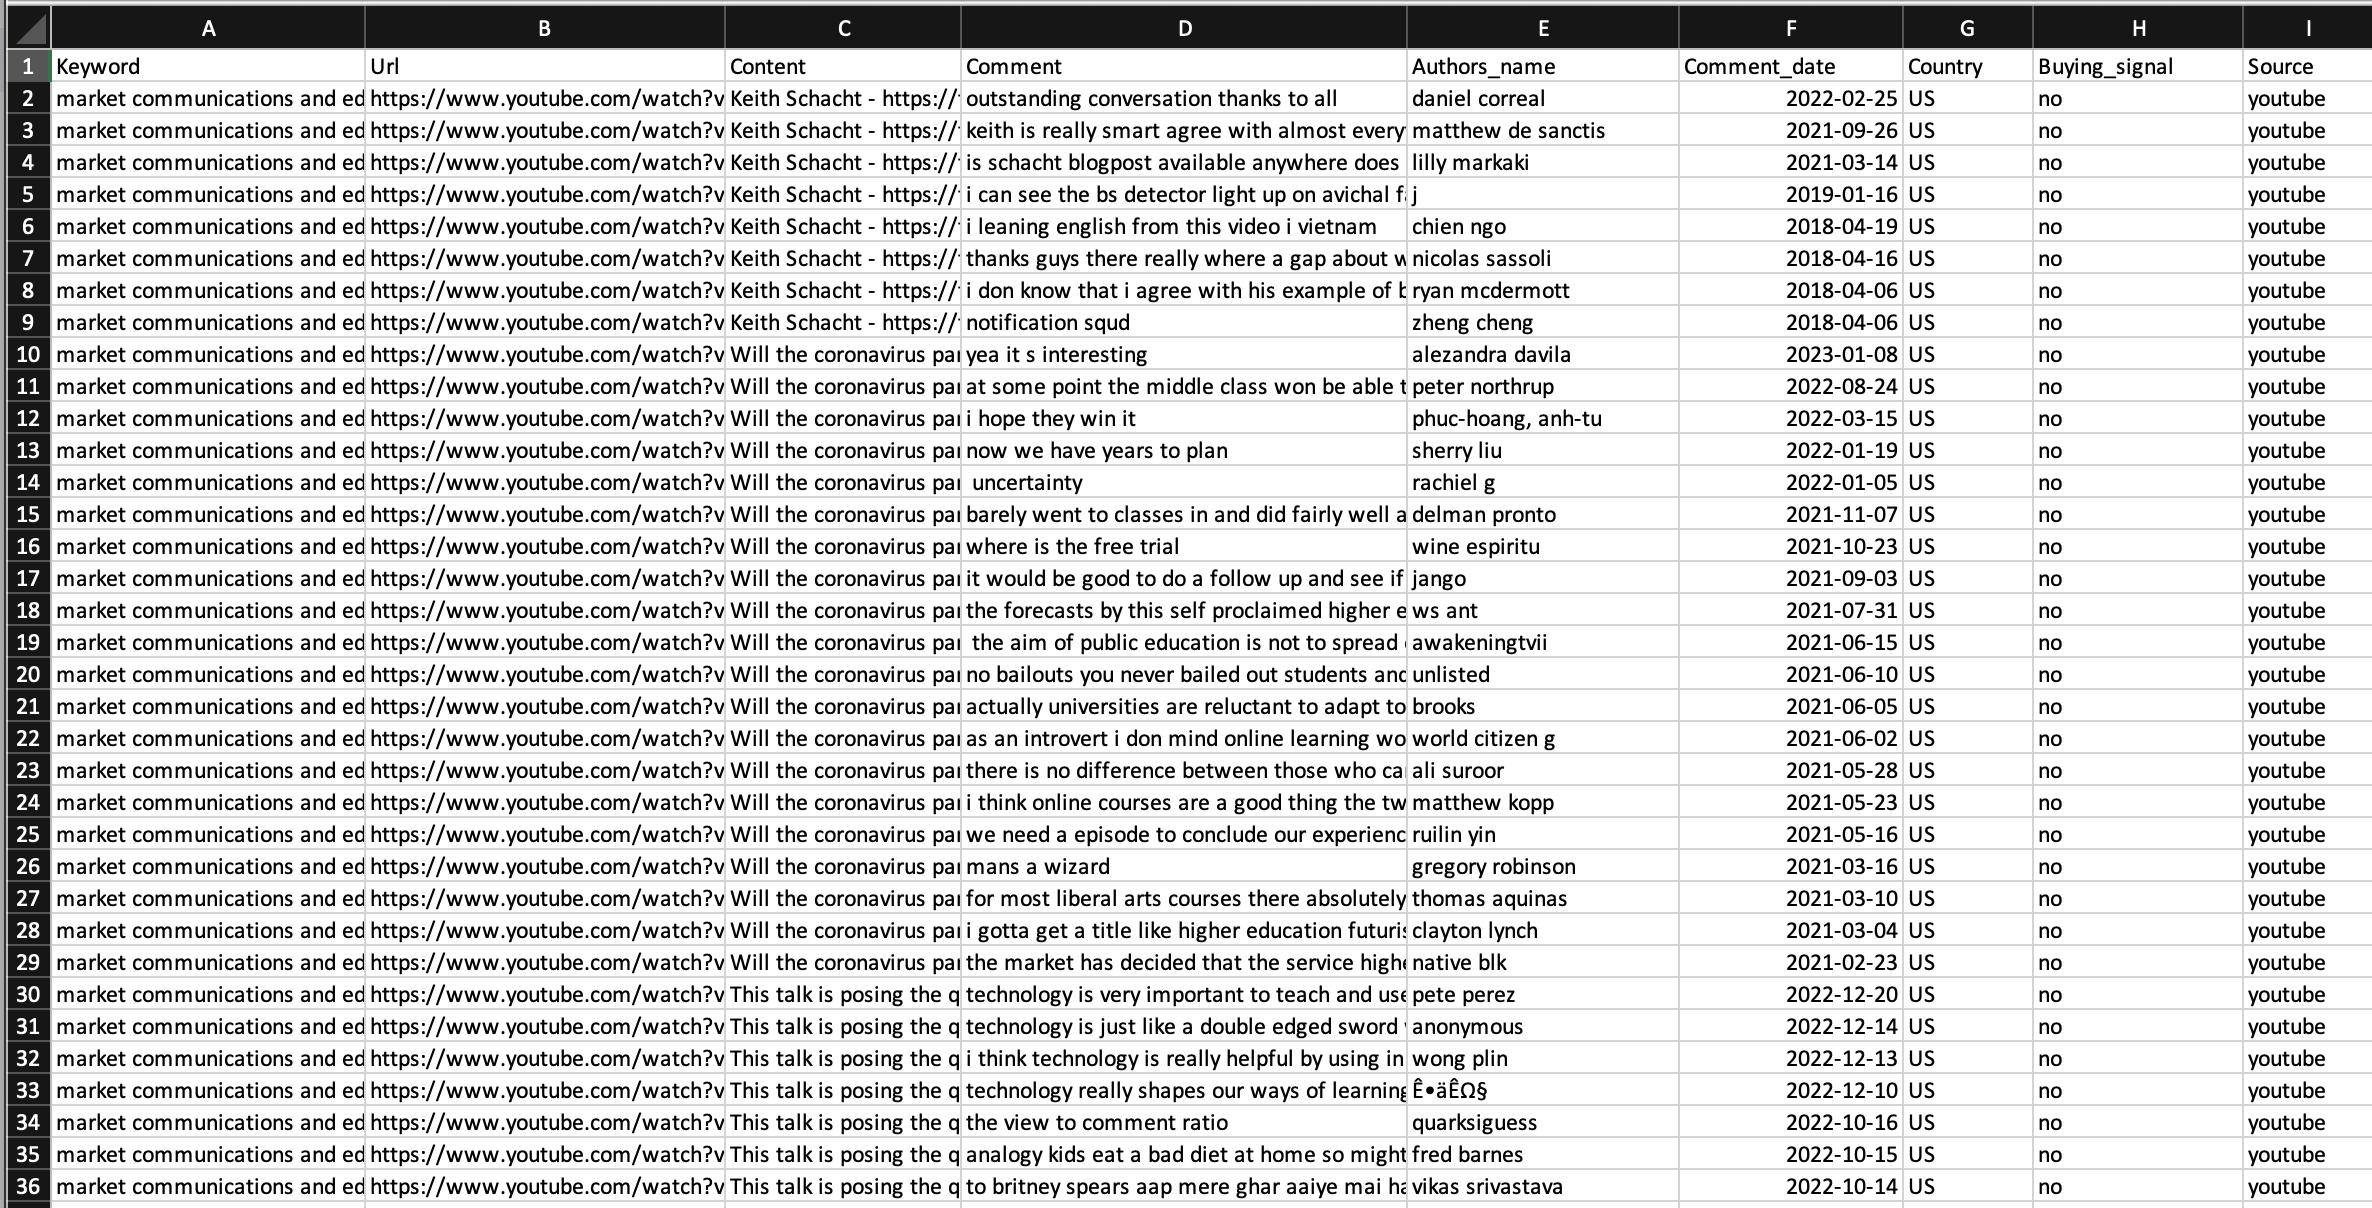 A B C D E F G H I
1 Keyword Url Content Comment Authors_name Comment_date Country Buying_signal Source
2 market communications and ed https://www.youtube.com/watch?v Keith Schacht - https:// outstanding conversation thanks to all daniel correal 2022-02-25 US no youtube
3 market communications and ed https://www.youtube.com/watch?v Keith Schacht - https:// keith is really smart agree with almost every matthew de sanctis 2021-09-26 US no youtube
4 market communications and ed https://www.youtube.com/watch?v Keith Schacht - https:// is schacht blogpost available anywhere does lilly markaki 2021-03-14 US no youtube
5 market communications and ed https://www.youtube.com/watch?v Keith Schacht - https:// i can see the bs detector light up on avichal f j 2019-01-16 US no youtube
6 market communications and ed https://www.youtube.com/watch?v Keith Schacht - https:// i leaning english from this video i vietnam chien ngo 2018-04-19 US no youtube
7 market communications and ed https://www.youtube.com/watch?v Keith Schacht - https:// thanks guys there really where a gap about w nicolas sassoli 2018-04-16 US no youtube
8 market communications and ed https://www.youtube.com/watch?v Keith Schacht - https:// i don know that i agree with his example of b ryan mcdermott 2018-04-06 US no youtube
9 market communications and ed https://www.youtube.com/watch?v Keith Schacht - https:// notification squd zheng cheng 2018-04-06 US no youtube
10 market communications and ed https://www.youtube.com/watch?v Will the coronavirus pa yea it s interesting alezandra davila 2023-01-08 US no youtube
11 market communications and ed https://www.youtube.com/watch?v Will the coronavirus pa at some point the middle class won be able t peter northrup 2022-08-24 US no youtube
12 market communications and ed https://www.youtube.com/watch?v Will the coronavirus pa i hope they win it phuc-hoang, anh-tu 2022-03-15 US no youtube
13 market communications and ed https://www.youtube.com/watch?v Will the coronavirus pa now we have years to plan sherry liu 2022-01-19 US no youtube
14 market communications and ed https://www.youtube.com/watch?v Will the coronavirus pa uncertainty rachiel g 2022-01-05 US no youtube
15 market communications and ed https://www.youtube.com/watch?v Will the coronavirus pa barely went to classes in and did fairly well a delman pronto 2021-11-07 US no youtube
16 market communications and ed https://www.youtube.com/watch?v Will the coronavirus pa where is the free trial wine espiritu 2021-10-23 US no youtube
17 market communications and ed https://www.youtube.com/watch?v Will the coronavirus pa it would be good to do a follow up and see if jango 2021-09-03 US no youtube
18 market communications and ed https://www.youtube.com/watch?v Will the coronavirus pa the forecasts by this self proclaimed higher e ws ant 2021-07-31 US no youtube
19 market communications and ed https://www.youtube.com/watch?v Will the coronavirus pa the aim of public education is not to spread awakeningtvii 2021-06-15 US no youtube
20 market communications and ed https://www.youtube.com/watch?v Will the coronavirus pa no bailouts you never bailed out students and unlisted 2021-06-10 US no youtube
21 market communications and ed https://www.youtube.com/watch?v Will the coronavirus pa actually universities are reluctant to adapt to brooks 2021-06-05 US no youtube
22 market communications and ed https://www.youtube.com/watch?v Will the coronavirus pa as an introvert i don mind online learning wo world citizen g 2021-06-02 US no youtube
23 market communications and ed https://www.youtube.com/watch?v Will the coronavirus pa there is no difference between those who ca ali suroor 2021-05-28 US no youtube
24 market communications and ed https://www.youtube.com/watch?v Will the coronavirus pa i think online courses are a good thing the tw matthew kopp 2021-05-23 US no youtube
25 market communications and ed https://www.youtube.com/watch?v Will the coronavirus pa we need a episode to conclude our experienc ruilin yin 2021-05-16 US no youtube
26 market communications and ed https://www.youtube.com/watch?v Will the coronavirus pa mans a wizard gregory robinson 2021-03-16 US no youtube
27 market communications and ed https://www.youtube.com/watch?v Will the coronavirus pa for most liberal arts courses there absolutely thomas aquinas 2021-03-10 US no youtube
28 market communications and ed https://www.youtube.com/watch?v Will the coronavirus pa i gotta get a title like higher education futuris clayton lynch 2021-03-04 US no youtube
29 market communications and ed https://www.youtube.com/watch?v Will the coronavirus pa the market has decided that the service highe native blk 2021-02-23 US no youtube
30 market communications and ed https://www.youtube.com/watch?v This talk is posing the q technology is very important to teach and use pete perez 2022-12-20 US no youtube
31 market communications and ed https://www.youtube.com/watch?v This talk is posing the q technology is just like a double edged sword anonymous 2022-12-14 US no youtube
32 market communications and ed https://www.youtube.com/watch?v This talk is posing the q i think technology is really helpful by using in wong plin 2022-12-13 US no youtube
33 market communications and ed https://www.youtube.com/watch?v This talk is posing the q technology really shapes our ways of learning Ê•äÊΩ§ 2022-12-10 US no youtube
34 market communications and ed https://www.youtube.com/watch?v This talk is posing the q the view to comment ratio quarksiguess 2022-10-16 US no youtube
35 market communications and ed https://www.youtube.com/watch?v This talk is posing the q analogy kids eat a bad diet at home so might fred barnes 2022-10-15 US no youtube
36 market communications and ed https://www.youtube.com/watch?v This talk is posing the q to britney spears aap mere ghar aaiye mai ha vikas srivastava 2022-10-14 US no youtube